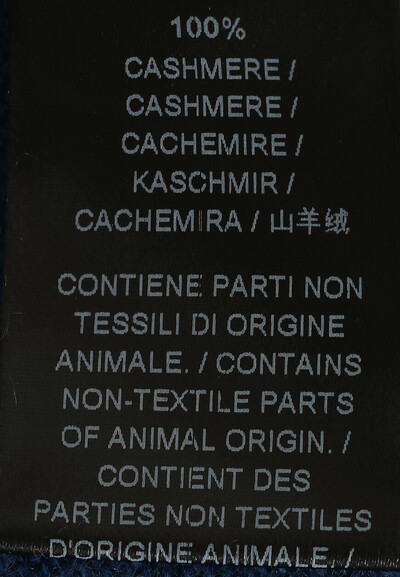 100%
CASHMERE /
CASHMERE /
CACHEMIRE /
KASCHMIR /
CACHEMIRA / 山羊绒
CONTIENE PARTI NON
TESSILI DI ORIGINE
ANIMALE. / CONTAINS
NON-TEXTILE PARTS
OF ANIMAL ORIGIN. /
CONTIENT DES
PARTIES NON TEXTILES
D'ORIGINE ANIMALE. /